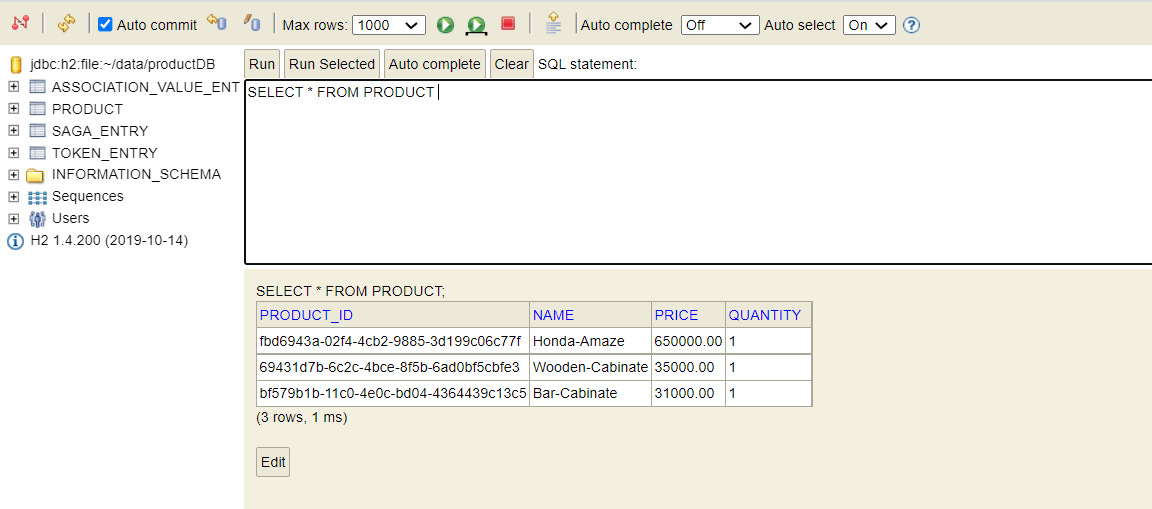 Auto commit Max rows: 1000 Auto complete Off Auto select On ?
jdbc:h2:file:~/data/productDB
ASSOCIATION_VALUE_ENT
PRODUCT
SAGA_ENTRY
TOKEN_ENTRY
INFORMATION_SCHEMA
Sequences
Users
H2 1.4.200 (2019-10-14)
Run Run Selected Auto complete Clear SQL statement:
SELECT * FROM PRODUCT
SELECT * FROM PRODUCT;
PRODUCT_ID NAME PRICE QUANTITY
fbd6943a-02f4-4cb2-9885-3d199c06c77f Honda-Amaze 650000.00 1
69431d7b-6c2c-4bce-8f5b-6ad0bf5cbfe3 Wooden-Cabinate 35000.00 1
bf579b1b-11c0-4e0c-bd04-4364439c13c5 Bar-Cabinate 31000.00 1
(3 rows, 1 ms)
Edit